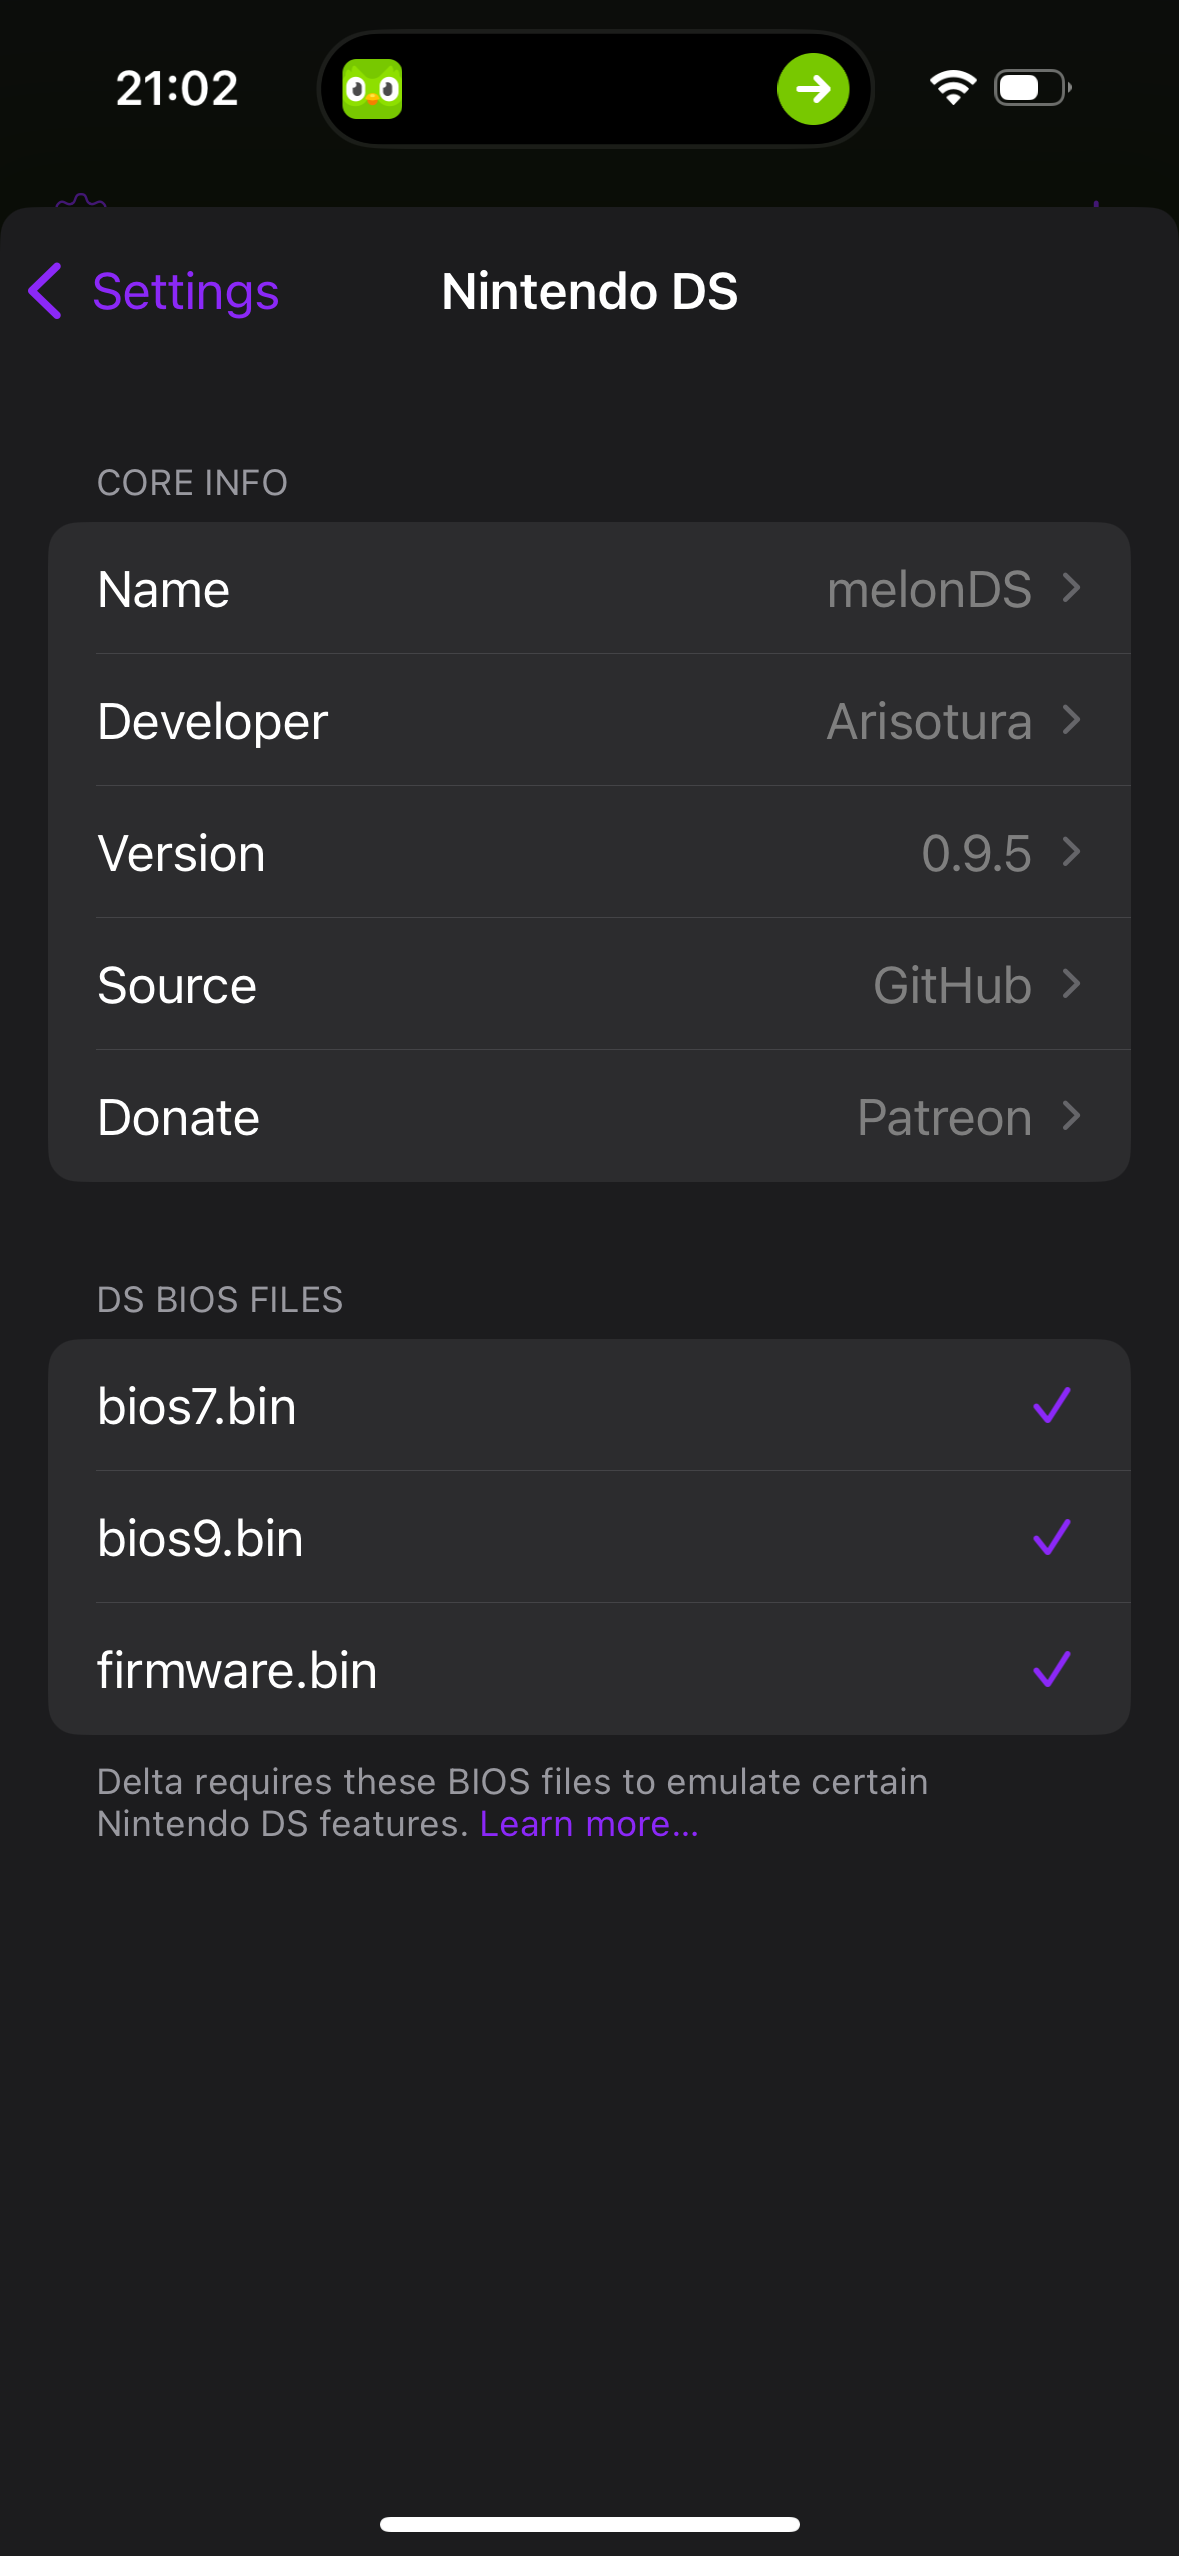 21:02
Settings
Nintendo DS
CORE INFO
Name
melonDS
Developer
Arisotura
Version
0.9.5
Source
GitHub
Donate
Patreon
DS BIOS FILES
bios7.bin
bios9.bin
firmware.bin
Delta requires these BIOS files to emulate certain
Nintendo DS features. Learn more...